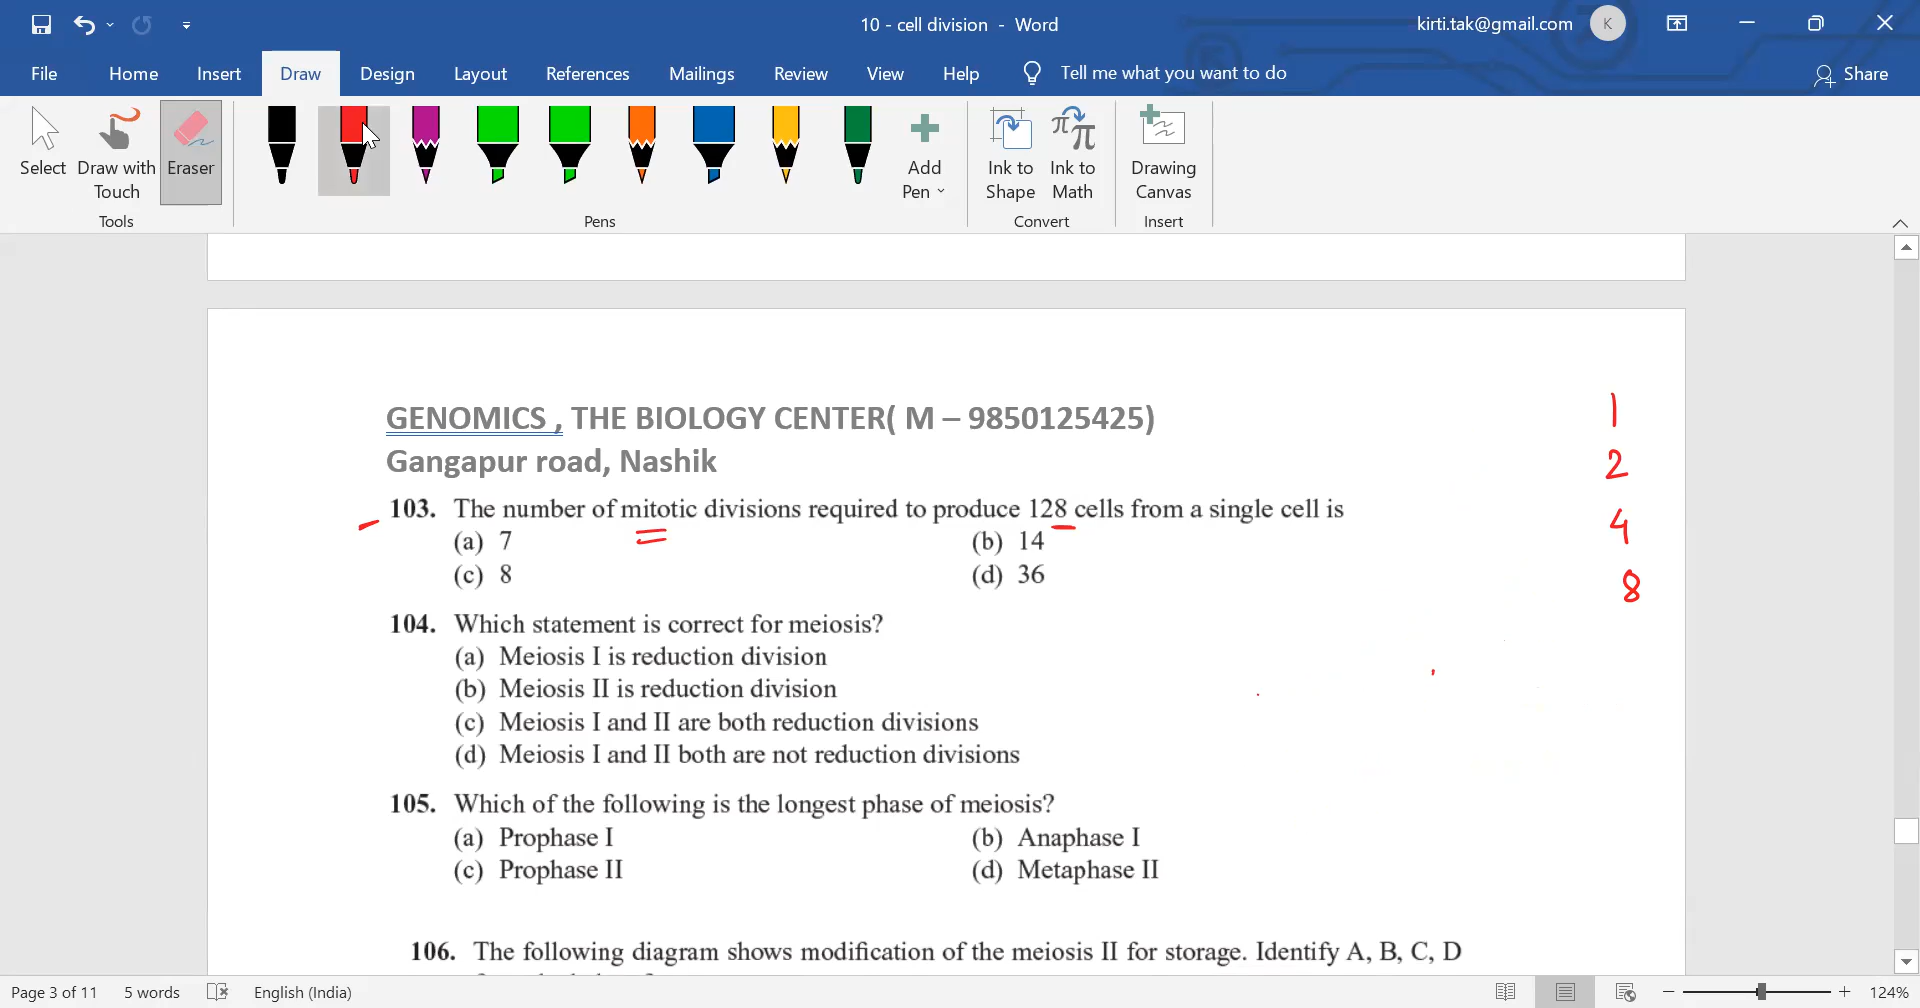 10 - cell division - Word
kirti.tak@gmail.com K
File Home Insert Draw Design Layout References Mailings Review View Help Tell me what you want to do Share
Select Draw with Touch Eraser
Add Pen
Ink to Shape
Ink to Math
Drawing Canvas
Tools Pens Convert Insert
GENOMICS , THE BIOLOGY CENTER( M – 9850125425)
Gangapur road, Nashik
1
2
4
8
103. The number of mitotic divisions required to produce 128 cells from a single cell is
(a) 7 (b) 14
(c) 8 (d) 36
104. Which statement is correct for meiosis?
(a) Meiosis I is reduction division
(b) Meiosis II is reduction division
(c) Meiosis I and II are both reduction divisions
(d) Meiosis I and II both are not reduction divisions
105. Which of the following is the longest phase of meiosis?
(a) Prophase I (b) Anaphase I
(c) Prophase II (d) Metaphase II
106. The following diagram shows modification of the meiosis II for storage. Identify A, B, C, D
Page 3 of 11 5 words English (India) 124%